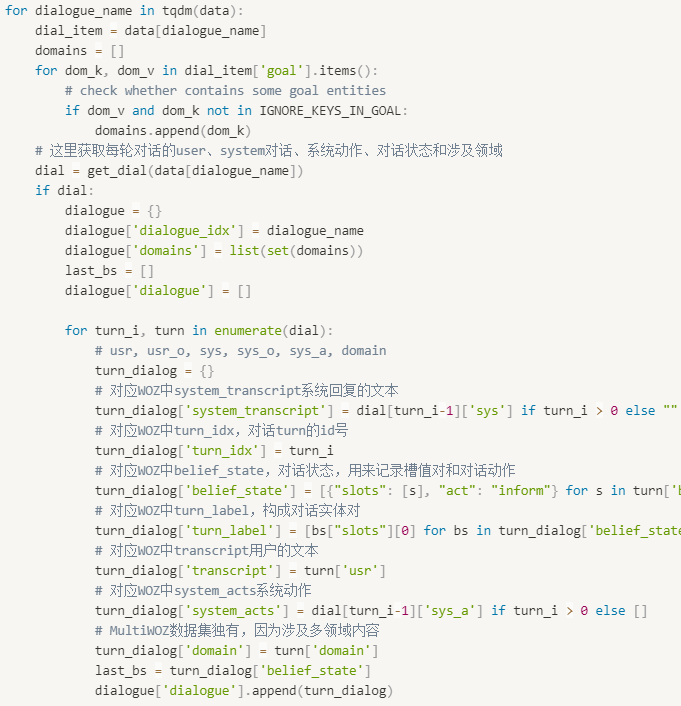 for dialogue_name in tqdm(data):
    dial_item = data[dialogue_name]
    domains = []
    for dom_k, dom_v in dial_item['goal'].items():
        # check whether contains some goal entities
        if dom_v and dom_k not in IGNORE_KEYS_IN_GOAL:
            domains.append(dom_k)
    # 这里获取每轮对话的user、system对话、系统动作、对话状态和涉及领域
    dial = get_dial(data[dialogue_name])
    if dial:
        dialogue = {}
        dialogue['dialogue_idx'] = dialogue_name
        dialogue['domains'] = list(set(domains))
        last_bs = []
        dialogue['dialogue'] = []

        for turn_i, turn in enumerate(dial):
            # usr, usr_o, sys, sys_o, sys_a, domain
            turn_dialog = {}
            # 对应WOZ中system_transcript系统回复的文本
            turn_dialog['system_transcript'] = dial[turn_i-1]['sys'] if turn_i > 0 else ""
            # 对应WOZ中turn_idx，对话turn的id号
            turn_dialog['turn_idx'] = turn_i
            # 对应WOZ中belief_state，对话状态，用来记录槽值对和对话动作
            turn_dialog['belief_state'] = [{"slots": [s], "act": "inform"} for s in turn['b
            # 对应WOZ中turn_label，构成对话实体对
            turn_dialog['turn_label'] = [bs["slots"][0] for bs in turn_dialog['belief_state
            # 对应WOZ中transcript用户的文本
            turn_dialog['transcript'] = turn['usr']
            # 对应WOZ中system_acts系统动作
            turn_dialog['system_acts'] = dial[turn_i-1]['sys_a'] if turn_i > 0 else []
            # MultiWOZ数据集独有，因为涉及多领域内容
            turn_dialog['domain'] = turn['domain']
            last_bs = turn_dialog['belief_state']
            dialogue['dialogue'].append(turn_dialog)